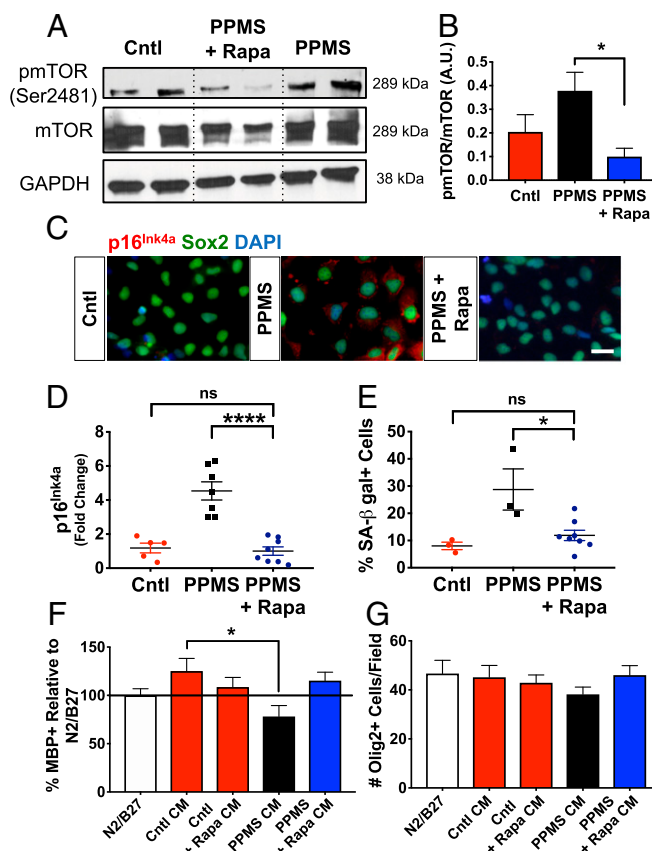 A
Cntl
PPMS
+ Rapa
PPMS
pmTOR
(Ser2481)
289 kDa
mTOR
289 kDa
GAPDH
38 kDa
B
pmTOR/mTOR (A.U.)
0.5
0.4
0.3
0.2
0.1
0.0
*
Cntl
PPMS
PPMS
+ Rapa
C
p16Ink4a Sox2 DAPI
Cntl
PPMS
PPMS +
Rapa
D
p16Ink4a
(Fold Change)
8
6
4
2
0
ns
****
Cntl
PPMS
PPMS
+ Rapa
E
% SA-β gal+ Cells
50
40
30
20
10
0
ns
*
Cntl
PPMS
PPMS
+ Rapa
F
% MBP+ Relative to
N2/B27
150
100
50
0
*
N2/B27
Cntl CM
Cntl
+ Rapa CM
PPMS CM
PPMS
+ Rapa CM
G
# Olig2+ Cells/Field
60
40
20
0
N2/B27
Cntl CM
Cntl
+ Rapa CM
PPMS CM
PPMS
+ Rapa CM